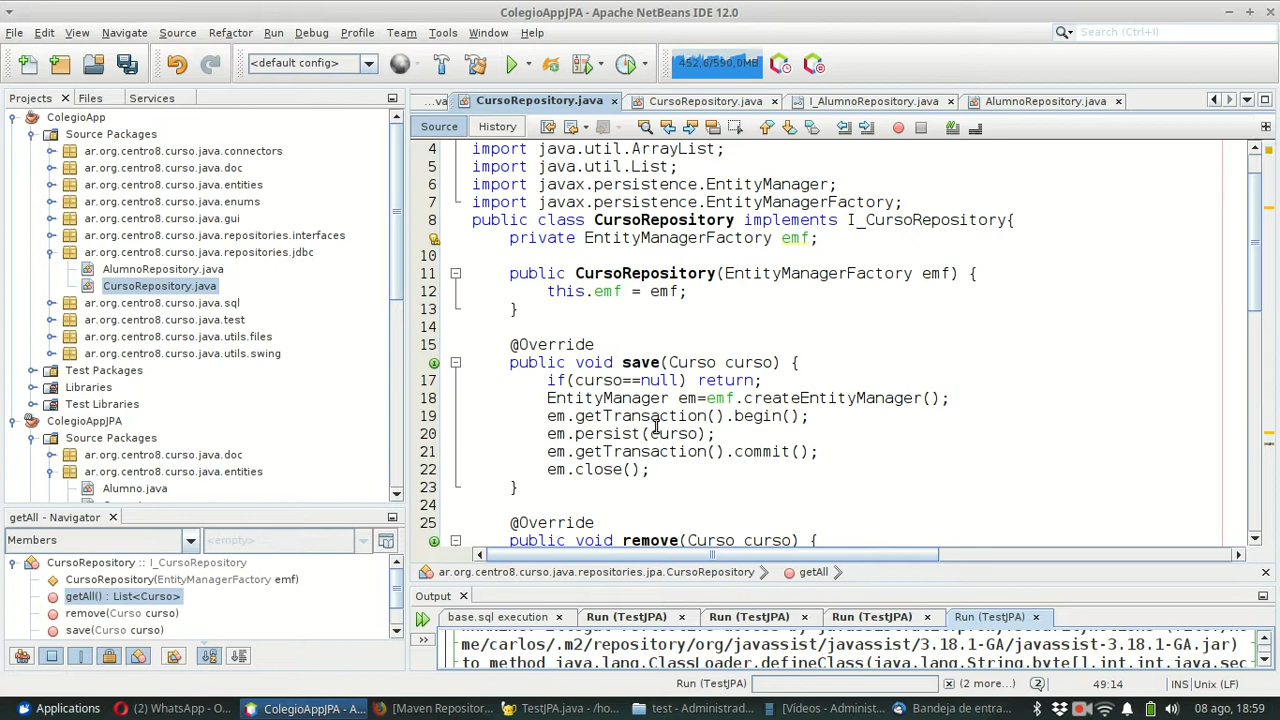 ColegioAppJPA - Apache NetBeans IDE 12.0
File Edit View Navigate Source Refactor Run Debug Profile Team Tools Window Help
Search (Ctrl+I)
<default config>
452,6/590,0MB
Projects Files Services
ColegioApp
Source Packages
ar.org.centro8.curso.java.connectors
ar.org.centro8.curso.java.doc
ar.org.centro8.curso.java.entities
ar.org.centro8.curso.java.enums
ar.org.centro8.curso.java.gui
ar.org.centro8.curso.java.repositories.interfaces
ar.org.centro8.curso.java.repositories.jdbc
AlumnoRepository.java
CursoRepository.java
ar.org.centro8.curso.java.sql
ar.org.centro8.curso.java.test
ar.org.centro8.curso.java.utils.files
ar.org.centro8.curso.java.utils.swing
Test Packages
Libraries
Test Libraries
ColegioAppJPA
Source Packages
ar.org.centro8.curso.java.doc
ar.org.centro8.curso.java.entities
Alumno.java
getAll - Navigator
Members
<empty>
CursoRepository :: I_CursoRepository
CursoRepository(EntityManagerFactory emf)
getAll() : List<Curso>
remove(Curso curso)
save(Curso curso)
...va CursoRepository.java CursoRepository.java I_AlumnoRepository.java AlumnoRepository.java
Source History
4 import java.util.ArrayList;
5 import java.util.List;
6 import javax.persistence.EntityManager;
7 import javax.persistence.EntityManagerFactory;
8 public class CursoRepository implements I_CursoRepository{
private EntityManagerFactory emf;
10
11 public CursoRepository(EntityManagerFactory emf) {
12 this.emf = emf;
13 }
14
15 @Override
public void save(Curso curso) {
17 if(curso==null) return;
18 EntityManager em=emf.createEntityManager();
19 em.getTransaction().begin();
20 em.persist(curso);
21 em.getTransaction().commit();
22 em.close();
23 }
24
25 @Override
public void remove(Curso curso) {
ar.org.centro8.curso.java.repositories.jpa.CursoRepository getAll
Output
base.sql execution Run (TestJPA) Run (TestJPA) Run (TestJPA) Run (TestJPA)
me/carlos/.m2/repository/org/javassist/javassist/3.18.1-GA/javassist-3.18.1-GA.jar)
to method java.lang.ClassLoader.defineClass(java.lang.String,byte[],int,int,java.sec
Run (TestJPA) (2 more...) 2 49:14 INS Unix (LF)
Applications WhatsApp - O... ColegioAppJPA - A... [Maven Repositor... TestJPA.java - /ho... test - Administrad... [Vídeos - Administ... Bandeja de entra... 08 ago, 18:59